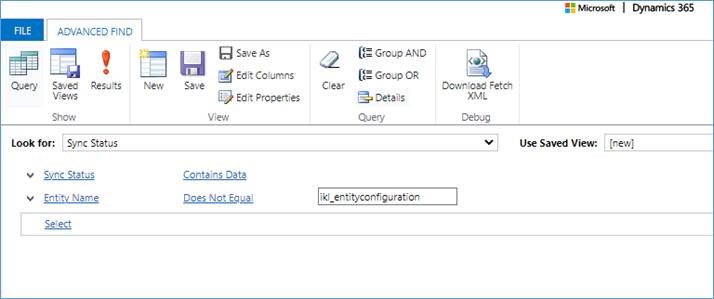 Microsoft | Dynamics 365
FILE ADVANCED FIND
Query Saved Views Results New Save Save As Edit Columns Edit Properties Clear Group AND Group OR Details Download Fetch XML
Show View Query Debug
Look for: Sync Status Use Saved View: [new]
Sync Status Contains Data
Entity Name Does Not Equal ikl_entityconfiguration
Select